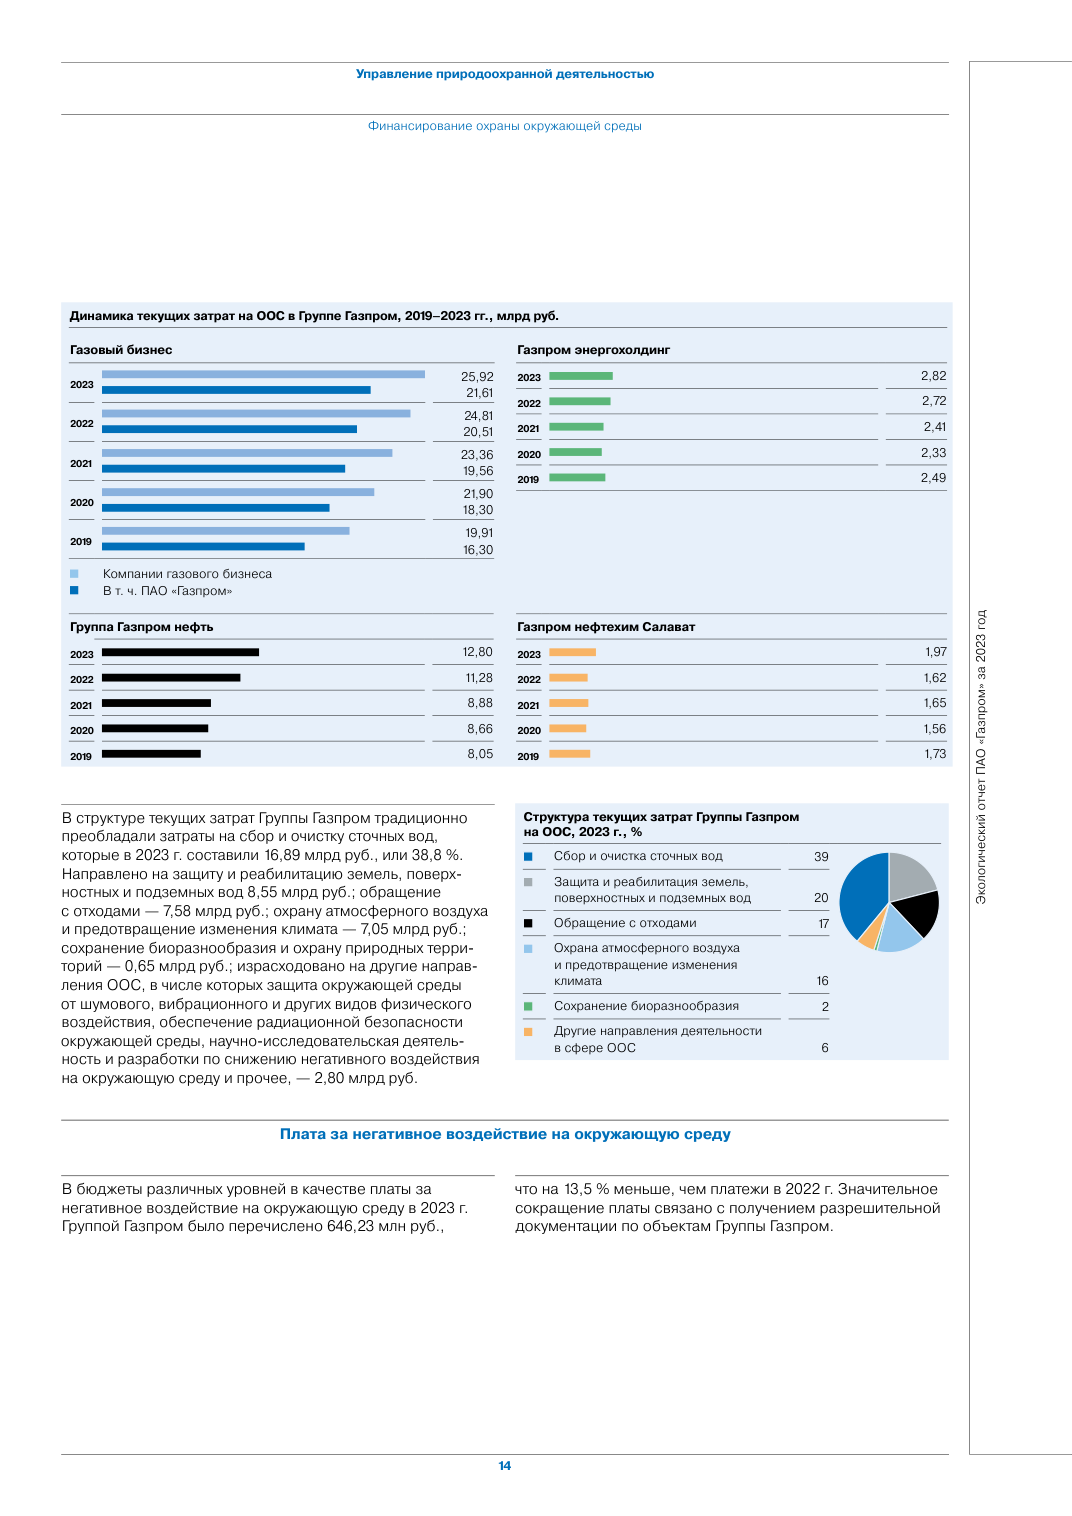 Управление природоохранной деятельностью
Финансирование охраны окружающей среды
Динамика текущих затрат на ООС в Группе Газпром, 2019–2023 гг., млрд руб.
Газовый бизнес
2023
25,92
21,61
2022
24,81
20,51
2021
23,36
19,56
2020
21,90
18,30
2019
19,91
16,30
Компании газового бизнеса
В т. ч. ПАО «Газпром»
Газпром энергохолдинг
2023 2,82
2022 2,72
2021 2,41
2020 2,33
2019 2,49
Группа Газпром нефть
2023 12,80
2022 11,28
2021 8,88
2020 8,66
2019 8,05
Газпром нефтехим Салават
2023 1,97
2022 1,62
2021 1,65
2020 1,56
2019 1,73
В структуре текущих затрат Группы Газпром традиционно
преобладали затраты на сбор и очистку сточных вод,
которые в 2023 г. составили 16,89 млрд руб., или 38,8 %.
Направлено на защиту и реабилитацию земель, поверх-
ностных и подземных вод 8,55 млрд руб.; обращение
с отходами — 7,58 млрд руб.; охрану атмосферного воздуха
и предотвращение изменения климата — 7,05 млрд руб.;
сохранение биоразнообразия и охрану природных терри-
торий — 0,65 млрд руб.; израсходовано на другие направ-
ления ООС, в числе которых защита окружающей среды
от шумового, вибрационного и других видов физического
воздействия, обеспечение радиационной безопасности
окружающей среды, научно-исследовательская деятель-
ность и разработки по снижению негативного воздействия
на окружающую среду и прочее, — 2,80 млрд руб.
Структура текущих затрат Группы Газпром
на ООС, 2023 г., %
Сбор и очистка сточных вод 39
Защита и реабилитация земель,
поверхностных и подземных вод 20
Обращение с отходами 17
Охрана атмосферного воздуха
и предотвращение изменения
климата 16
Сохранение биоразнообразия 2
Другие направления деятельности
в сфере ООС 6
Плата за негативное воздействие на окружающую среду
В бюджеты различных уровней в качестве платы за
негативное воздействие на окружающую среду в 2023 г.
Группой Газпром было перечислено 646,23 млн руб.,
что на 13,5 % меньше, чем платежи в 2022 г. Значительное
сокращение платы связано с получением разрешительной
документации по объектам Группы Газпром.
Экологический отчет ПАО «Газпром» за 2023 год
14